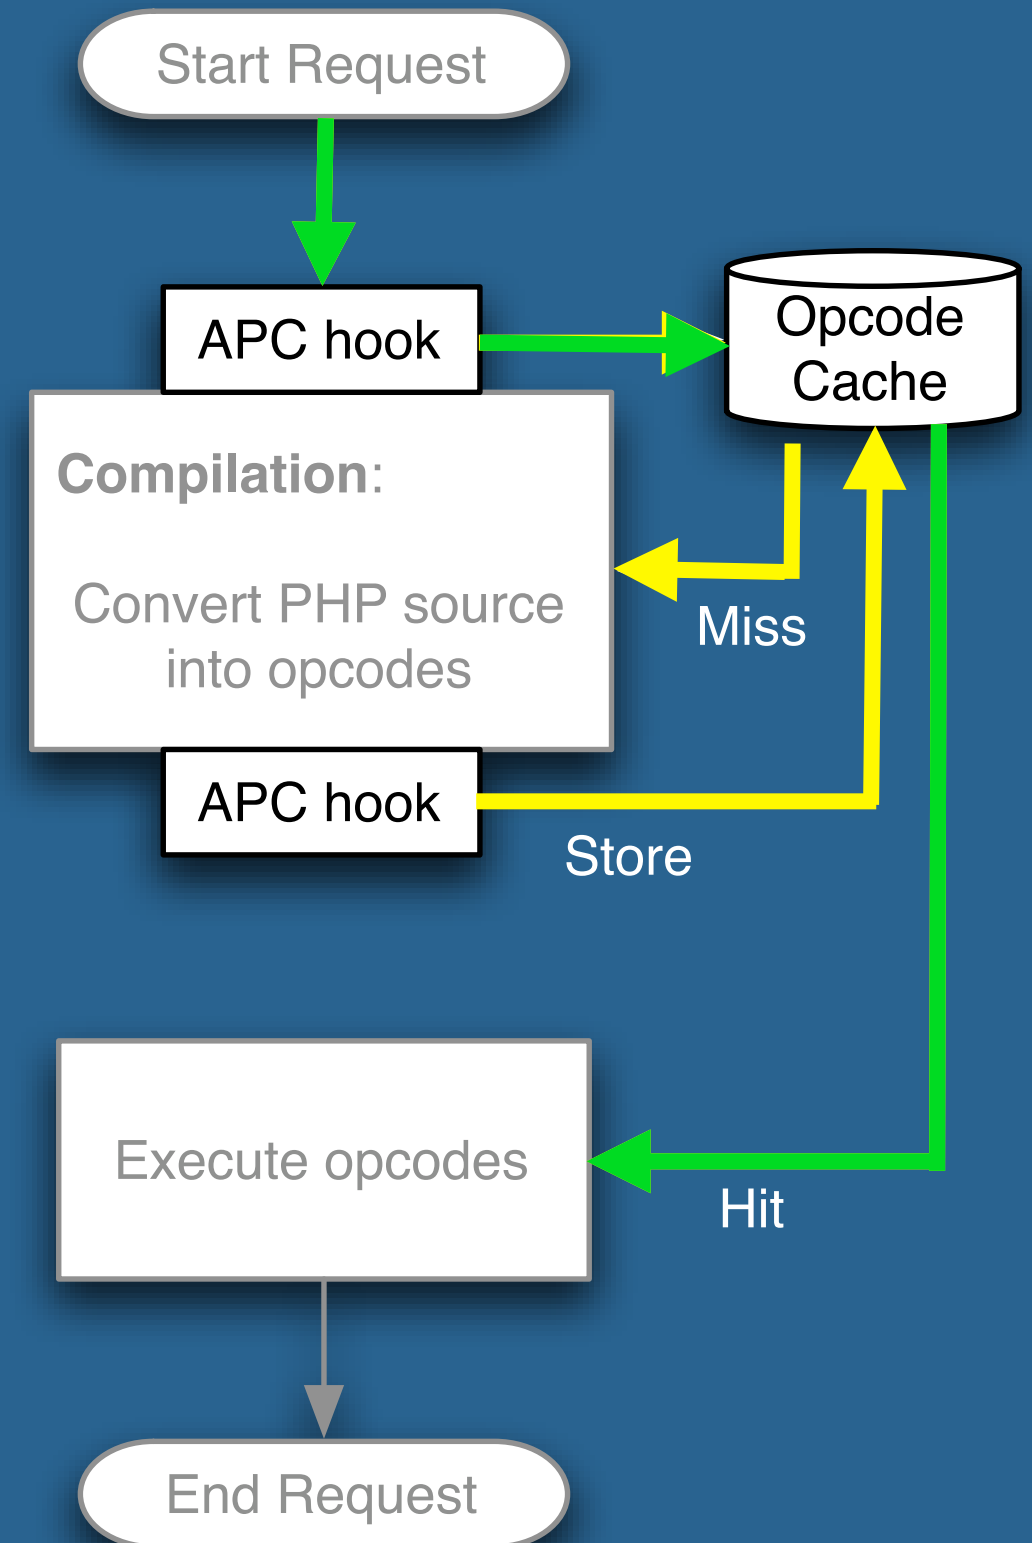 Start Request
APC hook
Opcode
Cache
Compilation:
Convert PHP source
into opcodes
Miss
APC hook
Store
Execute opcodes
Hit
End Request